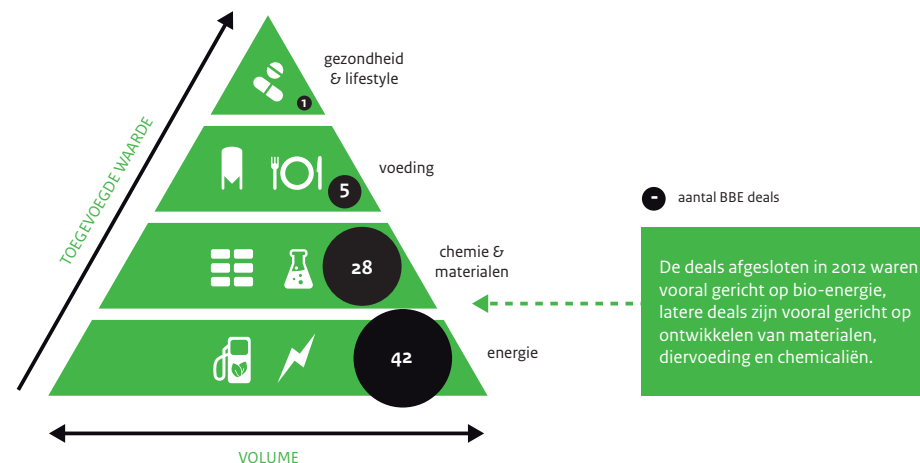 TOEGEVOEGDE WAARDE
gezondheid
& lifestyle
1
voeding
5
chemie &
materialen
28
energie
42
VOLUME
- aantal BBE deals
De deals afgesloten in 2012 waren
vooral gericht op bio-energie,
latere deals zijn vooral gericht op
ontwikkelen van materialen,
diervoeding en chemicaliën.